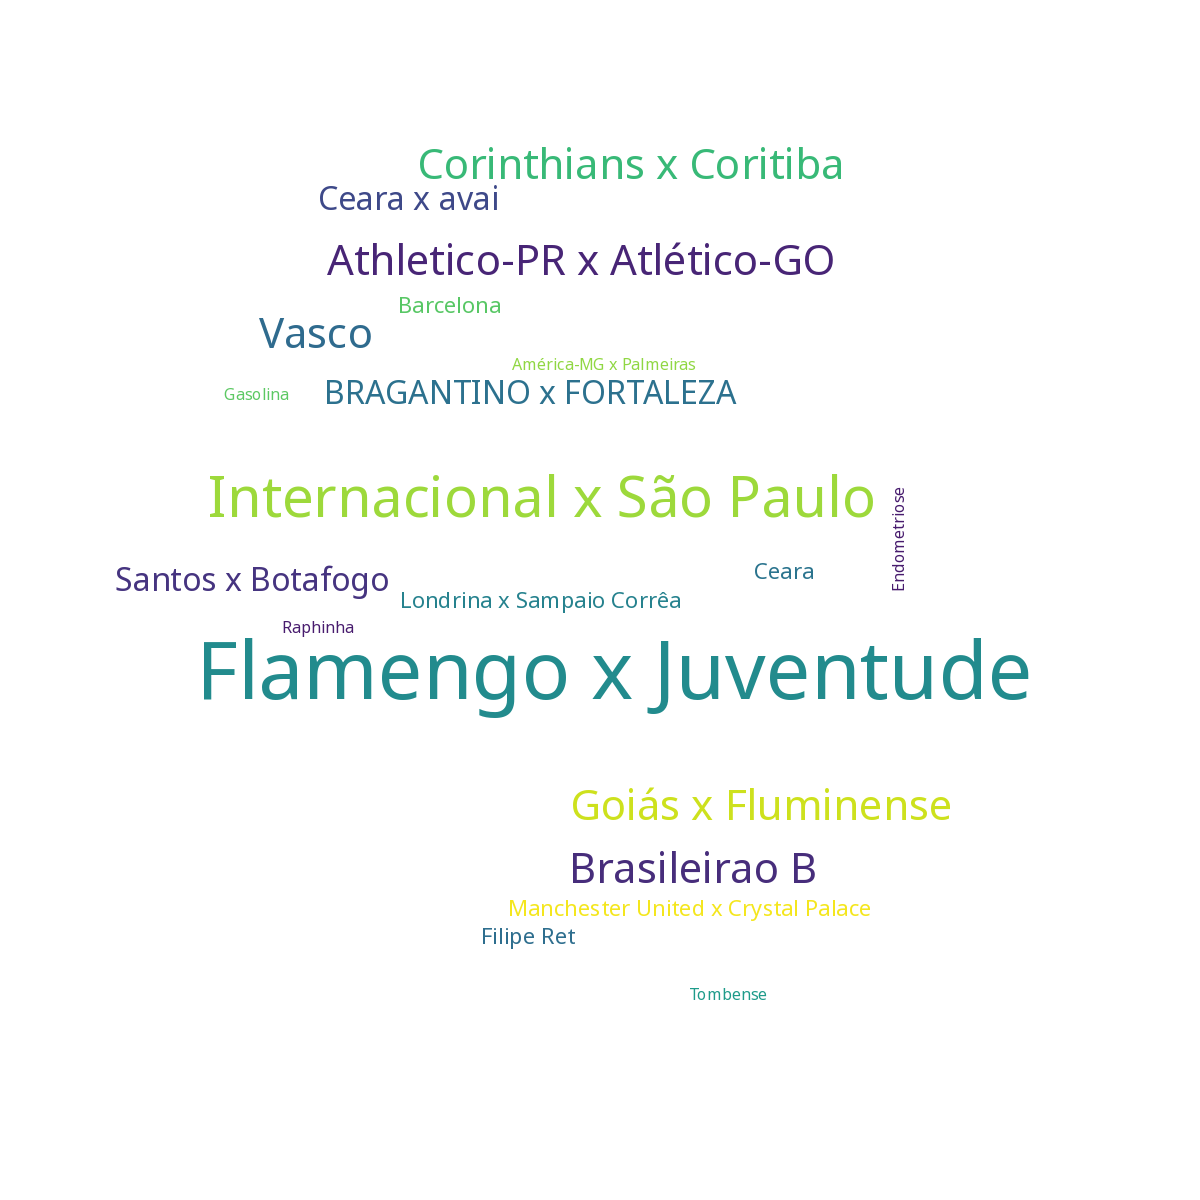 Corinthians x Coritiba
Ceara x avai
Athletico-PR x Atlético-GO
Barcelona
Vasco
América-MG x Palmeiras
Gasolina
BRAGANTINO x FORTALEZA
Internacional x São Paulo
Endometriose
Santos x Botafogo
Ceara
Londrina x Sampaio Corrêa
Raphinha
Flamengo x Juventude
Goiás x Fluminense
Brasileirao B
Manchester United x Crystal Palace
Filipe Ret
Tombense